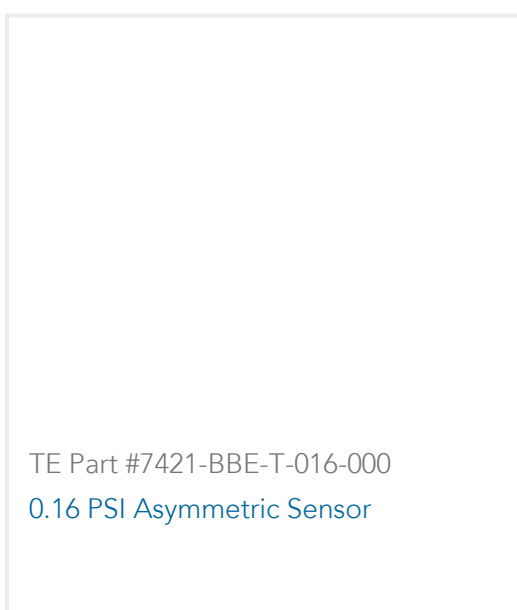 TE Part #7421-BBE-T-016-000
0.16 PSI Asymmetric Sensor